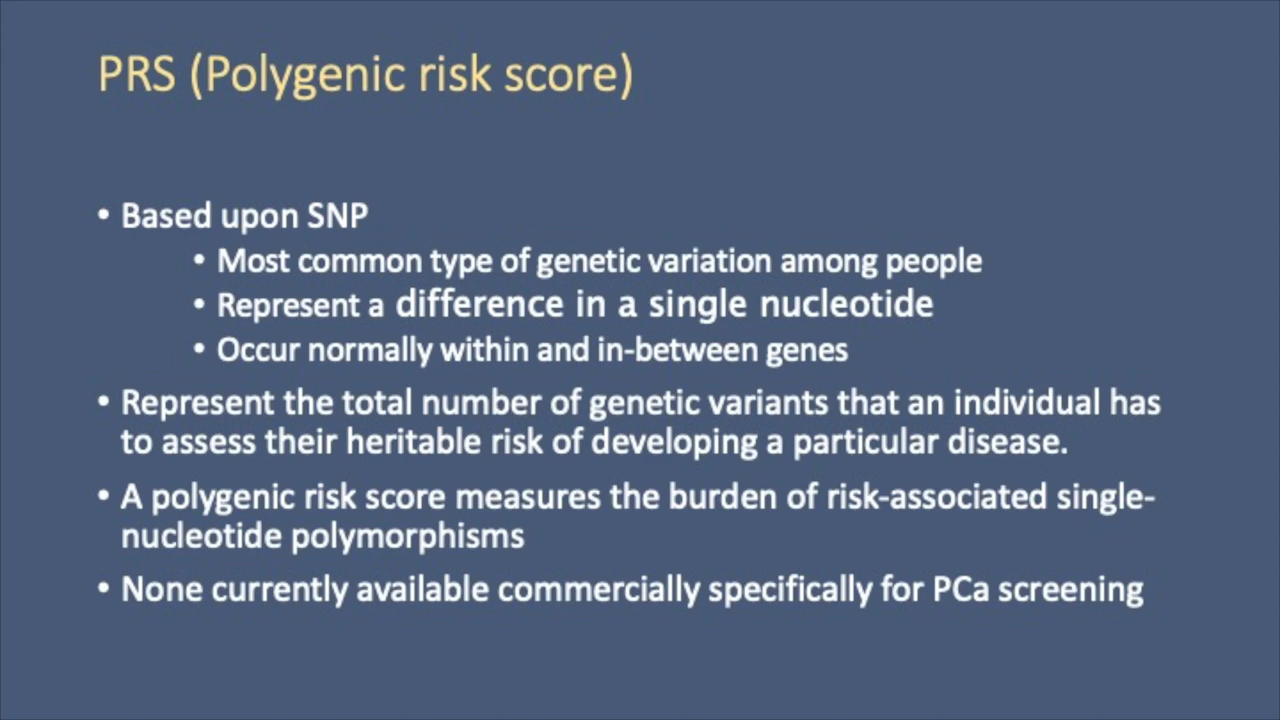 PRS (Polygenic risk score)
• Based upon SNP
• Most common type of genetic variation among people
• Represent a difference in a single nucleotide
• Occur normally within and in-between genes
• Represent the total number of genetic variants that an individual has
to assess their heritable risk of developing a particular disease.
• A polygenic risk score measures the burden of risk-associated single-
nucleotide polymorphisms
• None currently available commercially specifically for PCa screening